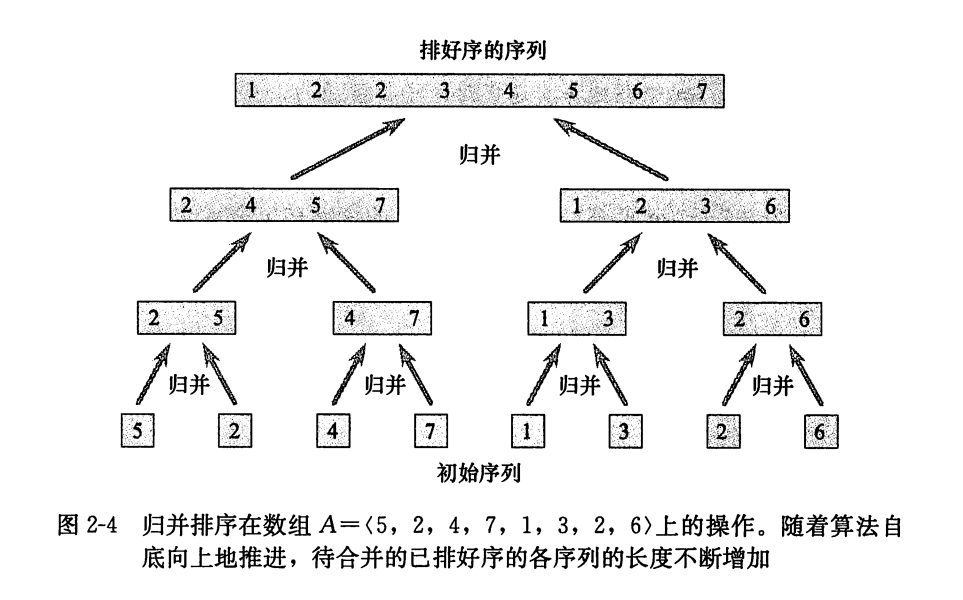 排好序的序列
1 2 2 3 4 5 6 7
归并
2 4 5 7 1 2 3 6
归并 归并
2 5 4 7 1 3 2 6
归并 归并 归并 归并
5 2 4 7 1 3 2 6
初始序列
图 2-4 归并排序在数组 A=〈5，2，4，7，1，3，2，6〉上的操作。随着算法自
底向上地推进，待合并的已排好序的各序列的长度不断增加